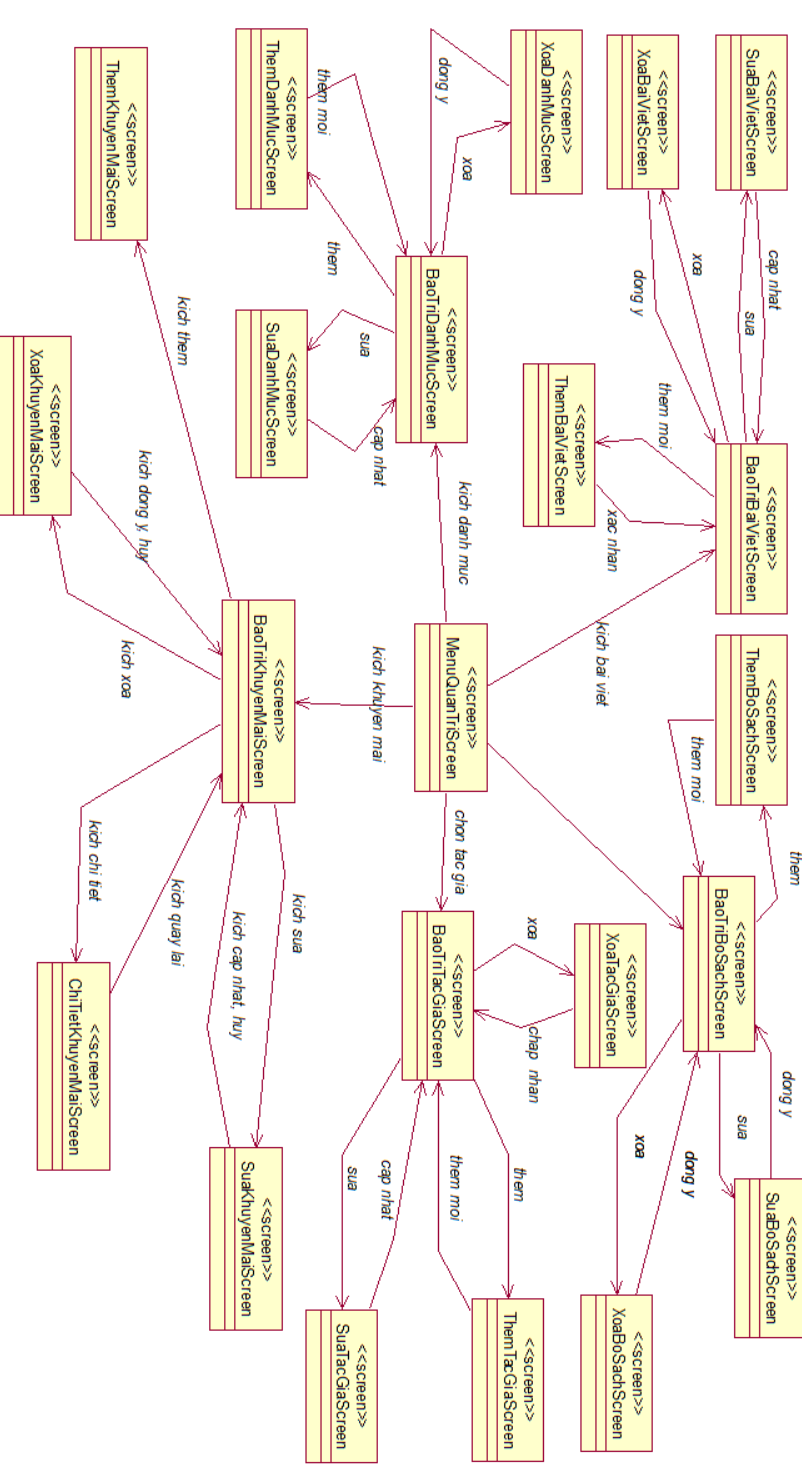 <<screen>>
SuaBaiVietScreen
<<screen>>
XoaBaiVietScreen
cap nhat
sua
xoa
dong y
<<screen>>
BaoTriBaiVietScreen
them moi
xac nhan
<<screen>>
ThemBaiVietScreen
<<screen>>
XoaDanhMucScreen
dong y
xoa
<<screen>>
ThemDanhMucScreen
them moi
them
<<screen>>
BaoTriDanhMucScreen
sua
cap nhat
<<screen>>
SuaDanhMucScreen
<<screen>>
ThemKhuyenMaiScreen
kich them
<<screen>>
XoaKhuyenMaiScreen
kich dong y, huy
kich xoa
kich danh muc
kich bai viet
<<screen>>
MenuQuanTriScreen
kich khuyen mai
<<screen>>
BaoTriKhuyenMaiScreen
chon tac gia
<<screen>>
ThemBoSachScreen
them moi
them
<<screen>>
BaoTriBoSachScreen
dong y
sua
<<screen>>
SuaBoSachScreen
xoa
dong y
<<screen>>
XoaBoSachScreen
<<screen>>
XoaTacGiaScreen
xoa
chap nhan
<<screen>>
BaoTriTacGiaScreen
them
them moi
<<screen>>
ThemTacGiaScreen
cap nhat
sua
<<screen>>
SuaTacGiaScreen
kich sua
kich cap nhat, huy
<<screen>>
SuaKhuyenMaiScreen
kich quay lai
kich chi tiet
<<screen>>
ChiTietKhuyenMaiScreen